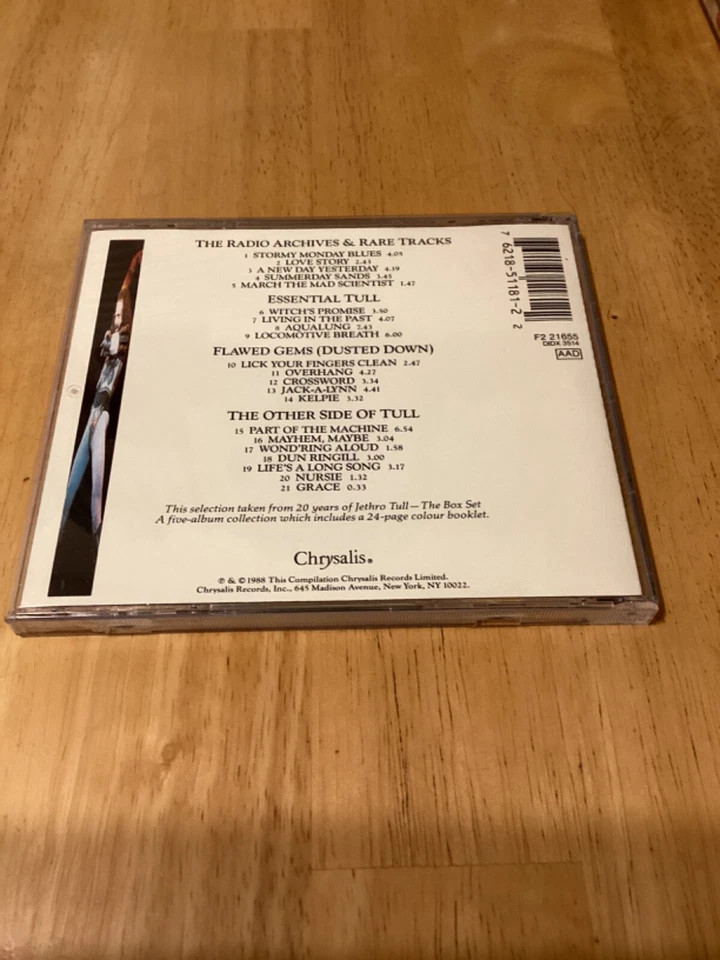 THE RADIO ARCHIVES & RARE TRACKS
1 STORMY MONDAY BLUES 4.05
2 LOVE STORY 2.43
3 A NEW DAY YESTERDAY 4.19
4 SUMMERDAY SANDS 3.45
5 MARCH THE MAD SCIENTIST 1.47
ESSENTIAL TULL
6 WITCH'S PROMISE 3.50
7 LIVING IN THE PAST 4.07
8 AQUALUNG 7.43
9 LOCOMOTIVE BREATH 6.00
FLAWED GEMS (DUSTED DOWN)
10 LICK YOUR FINGERS CLEAN 2.47
11 OVERHANG 4.27
12 CROSSWORD 3.34
13 JACK-A-LYNN 4.41
14 KELPIE 3.32
THE OTHER SIDE OF TULL
15 PART OF THE MACHINE 6.54
16 MAYHEM, MAYBE 3.04
17 WOND'RING ALOUD 1.58
18 DUN RINGILL 3.00
19 LIFE'S A LONG SONG 3.17
20 NURSIE 1.32
21 GRACE 0.33
This selection taken from 20 years of Jethro Tull—The Box Set
A five-album collection which includes a 24-page colour booklet.
Chrysalis®
℗ & © 1988 This Compilation Chrysalis Records Limited.
Chrysalis Records, Inc., 645 Madison Avenue, New York, NY 10022.
7 6218-51181-2 2
F2 21655
DIDX 3514
AAD